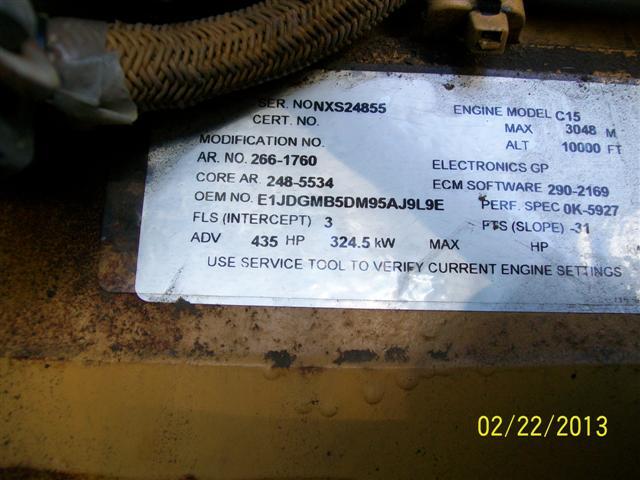 SER. NO NXS24855 ENGINE MODEL C15
CERT. NO. MAX 3048 M
MODIFICATION NO. ALT 10000 FT
AR. NO. 266-1760 ELECTRONICS GP
CORE AR. 248-5534 ECM SOFTWARE 290-2169
OEM NO. E1JDGMB5DM95AJ9L9E PERF. SPEC 0K-5927
FLS (INTERCEPT) 3 FTS (SLOPE) -31
ADV 435 HP 324.5 kW MAX HP
USE SERVICE TOOL TO VERIFY CURRENT ENGINE SETTINGS
02/22/2013